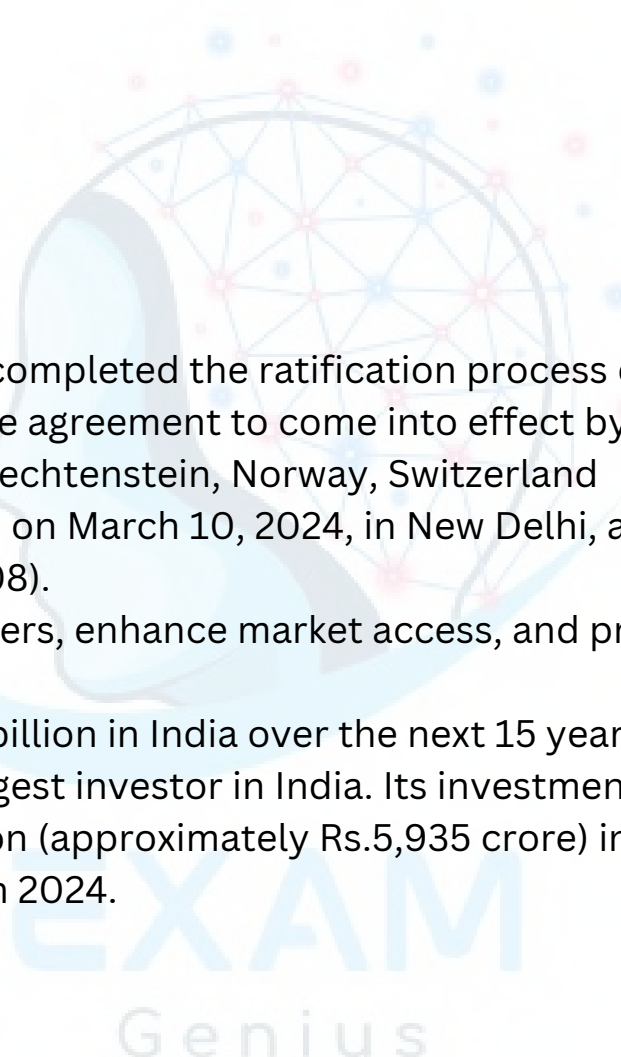 completed the ratification process
e agreement to come into effect by
echtenstein, Norway, Switzerland
on March 10, 2024, in New Delhi, a
08).
ers, enhance market access, and pr
billion in India over the next 15 year
gest investor in India. Its investmen
on (approximately Rs.5,935 crore) in
n 2024.
EXAM
Genius